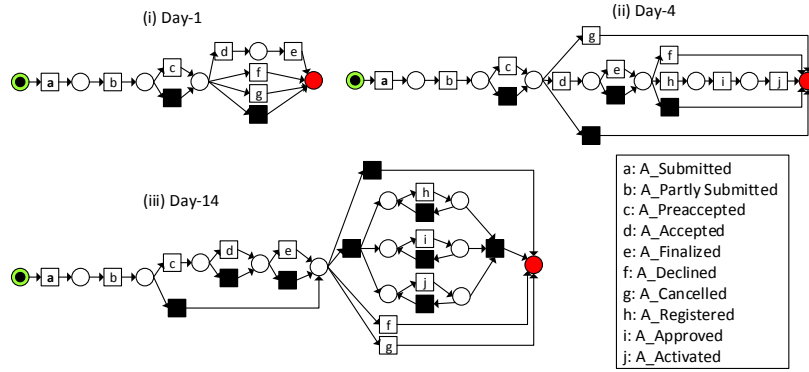 (i) Day-1
a
b
c
d
e
f
g
(ii) Day-4
a
b
c
g
d
e
f
h
i
j
(iii) Day-14
a
b
c
d
e
h
i
j
f
g
a: A_Submitted
b: A_Partly Submitted
c: A_Preaccepted
d: A_Accepted
e: A_Finalized
f: A_Declined
g: A_Cancelled
h: A_Registered
i: A_Approved
j: A_Activated